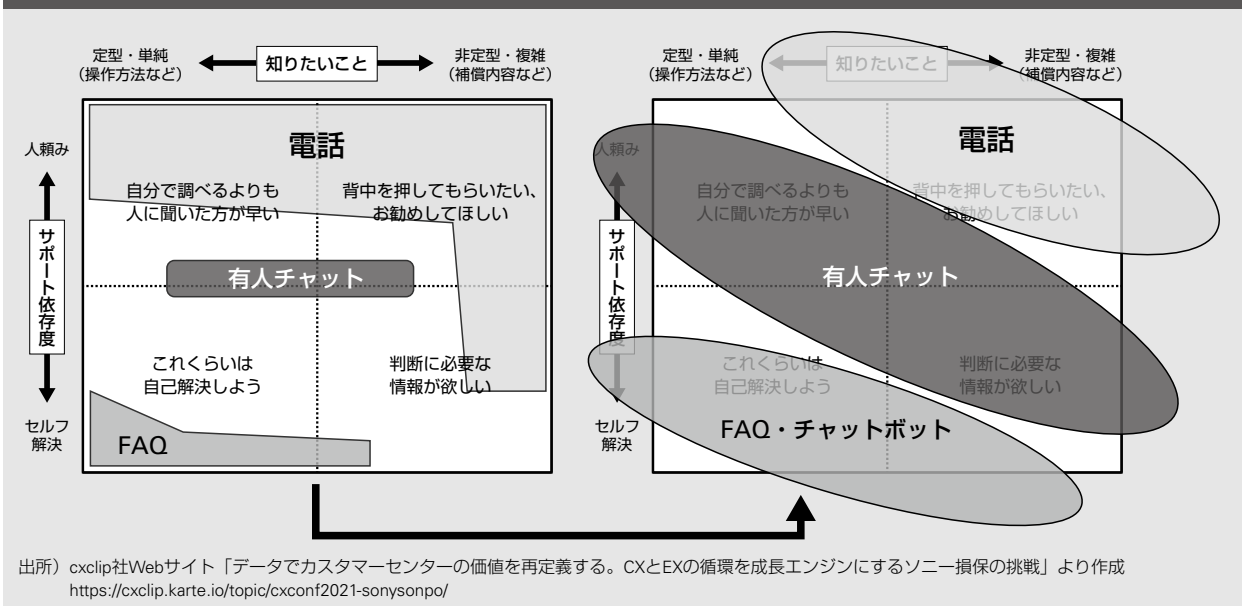 定型・単純
(操作方法など)
知りたいこと
非定型・複雑
(補償内容など)
人頼み
サポート依存度
セルフ
解決
電話
自分で調べるよりも
人に聞いた方が早い
背中を押してもらいたい、
お勧めしてほしい
有人チャット
これくらいは
自己解決しよう
判断に必要な
情報が欲しい
FAQ
定型・単純
(操作方法など)
知りたいこと
非定型・複雑
(補償内容など)
人頼み
サポート依存度
セルフ
解決
電話
自分で調べるよりも
人に聞いた方が早い
背中を押してもらいたい、
お勧めしてほしい
有人チャット
これくらいは
自己解決しよう
判断に必要な
情報が欲しい
FAQ・チャットボット
出所）cxclip社Webサイト「データでカスタマーセンターの価値を再定義する。CXとEXの循環を成長エンジンにするソニー損保の挑戦」より作成
https://cxclip.karte.io/topic/cxconf2021-sonysonpo/